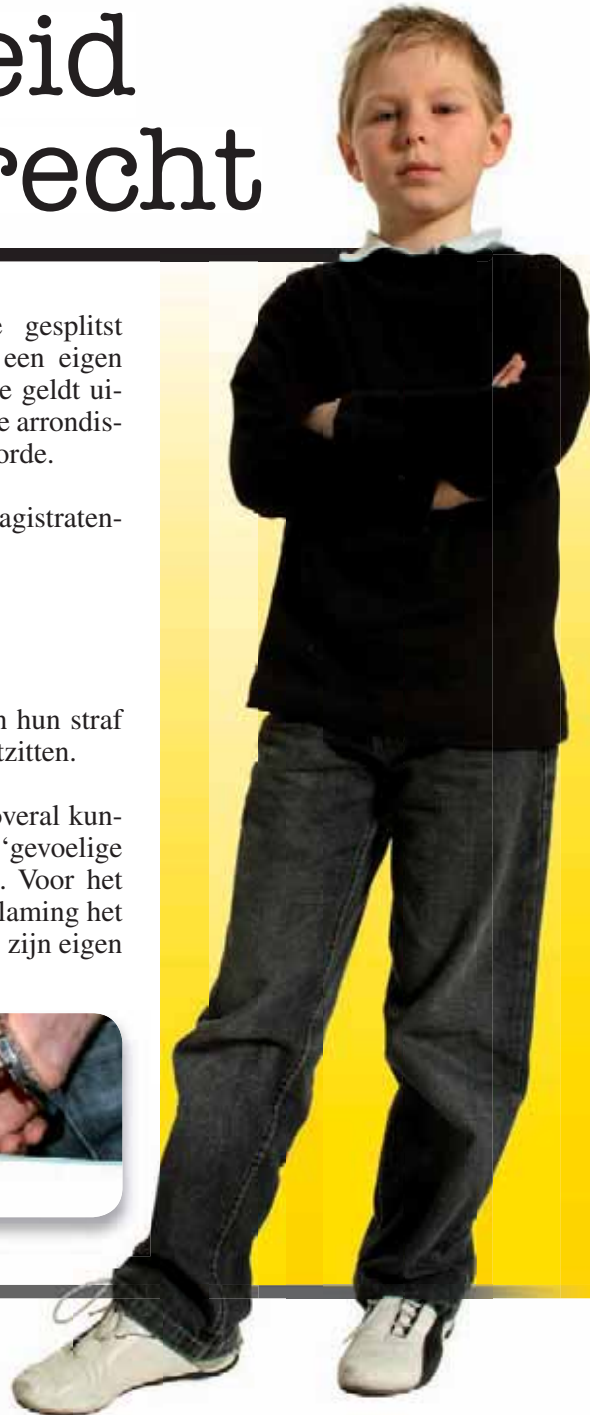 eid
recht
gesplitst
een eigen
e geldt ui-
e arrondis-
orde.
agistraten-
n hun straf
tzitten.
overal kun-
‘gevoelige
. Voor het
laming het
zijn eigen